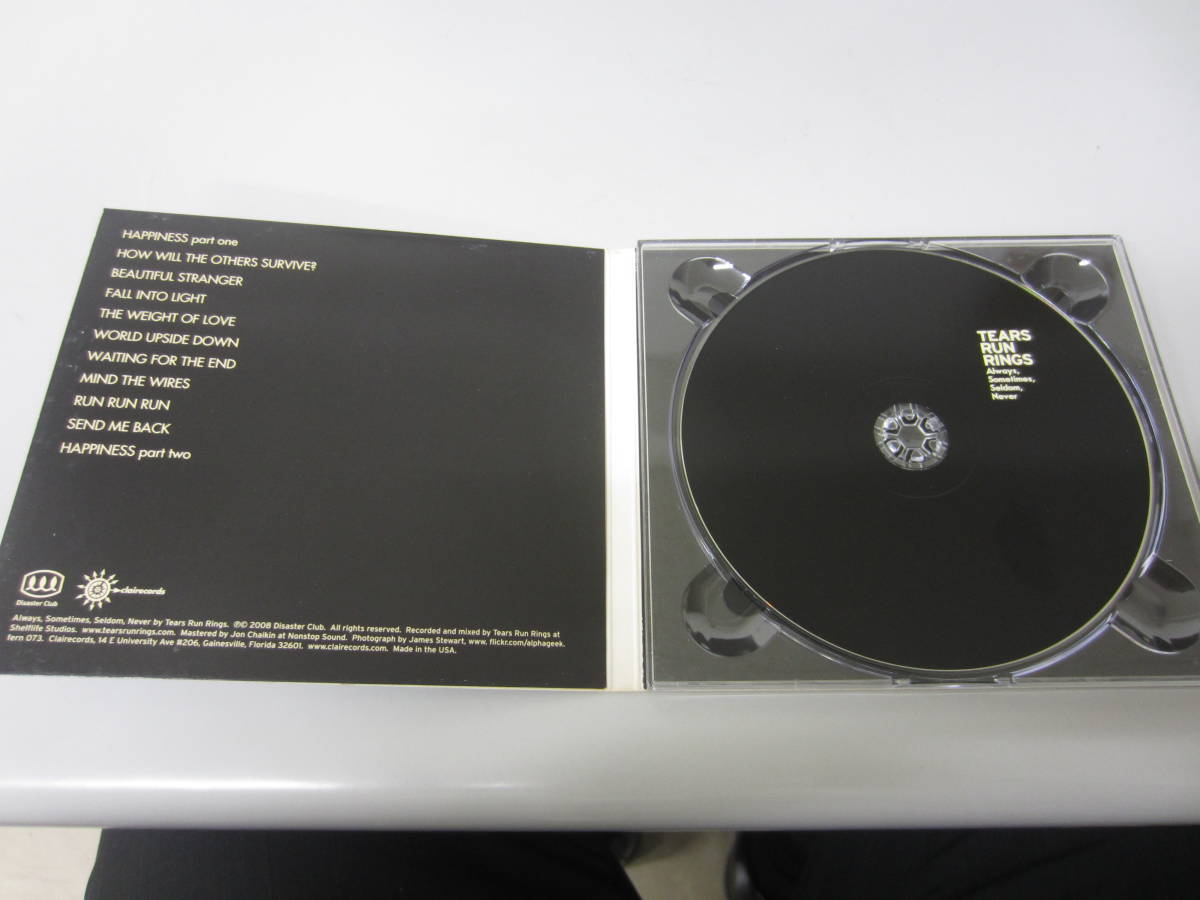 HAPPINESS part one
HOW WILL THE OTHERS SURVIVE?
BEAUTIFUL STRANGER
FALL INTO LIGHT
THE WEIGHT OF LOVE
WORLD UPSIDE DOWN
WAITING FOR THE END
MIND THE WIRES
RUN RUN RUN
SEND ME BACK
HAPPINESS part two
Disaster Club
clairecords
Always, Sometimes, Seldom, Never by Tears Run Rings. ℗© 2008 Disaster Club. All rights reserved. Recorded and mixed by Tears Run Rings at
Shelflife Studios. www.tearsrunrings.com. Mastered by Jon Chaikin at Nonstop Sound. Photograph by James Stewart, www. flickr.com/alphageek.
fern 073. Clairecords, 14 E University Ave #206, Gainesville, Florida 32601. www.clairecords.com. Made in the USA.
TEARS
RUN
RINGS
Always,
Sometimes,
Seldom,
Never